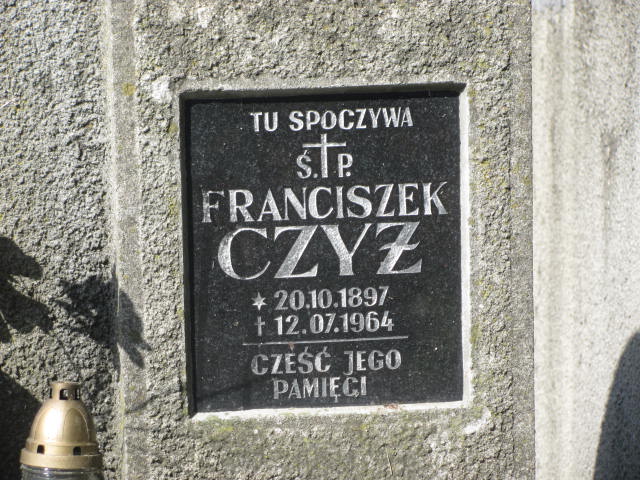 TU SPOCZYWA
Ś.†P.
FRANCISZEK
CZYŻ
* 20.10.1897
† 12.07.1964
CZEŚĆ JEGO
PAMIĘCI